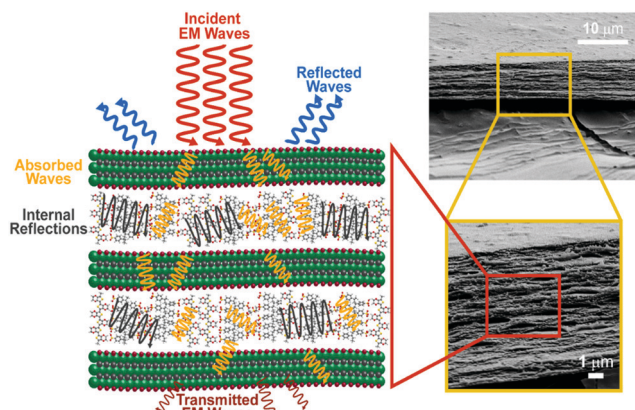 Incident
EM Waves
Reflected
Waves
Absorbed
Waves
Internal
Reflections
Transmitted
10 μm
1 μm